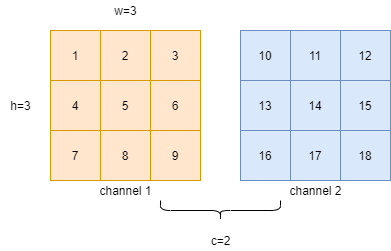 w=3
1 2 3 10 11 12
h=3 4 5 6 13 14 15
7 8 9 16 17 18
channel 1 channel 2
c=2